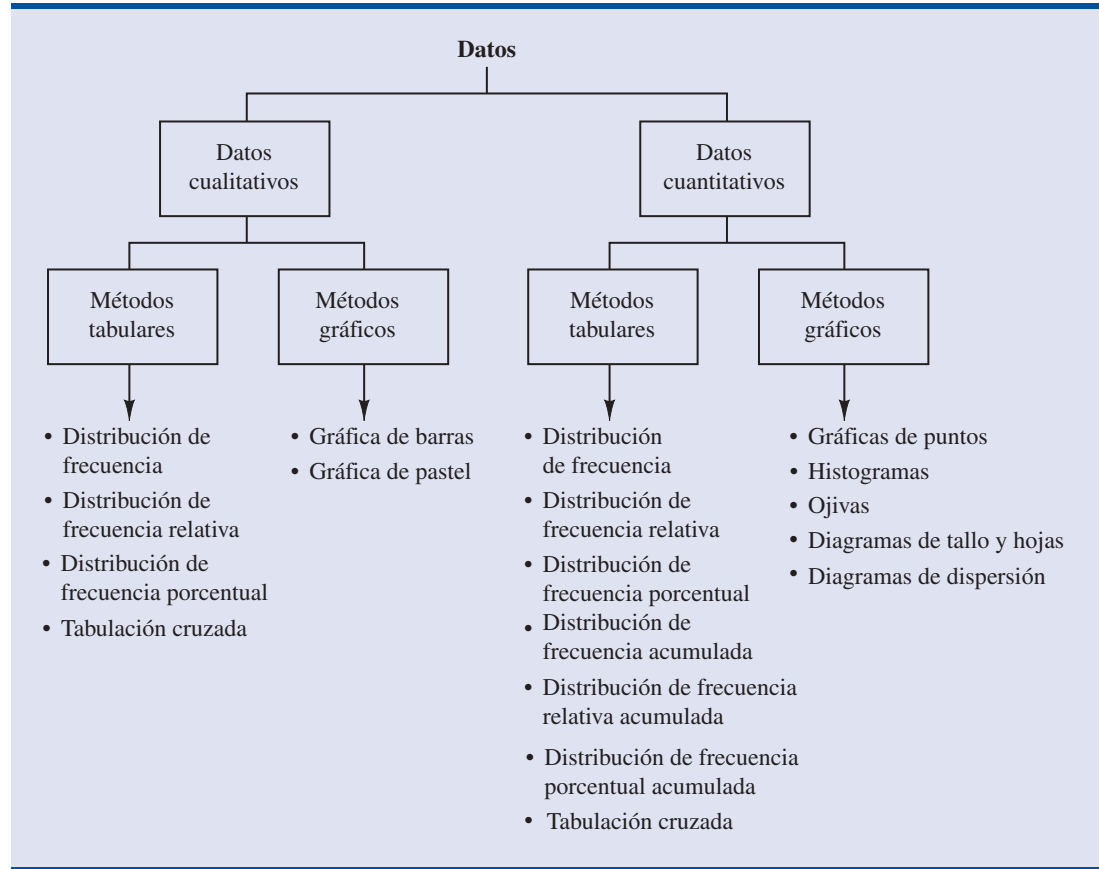 Datos
Datos
cualitativos
Datos
cuantitativos
Métodos
tabulares
Métodos
gráficos
Métodos
tabulares
Métodos
gráficos
• Distribución de
frecuencia
• Distribución de
frecuencia relativa
• Distribución de
frecuencia porcentual
• Tabulación cruzada
• Gráfica de barras
• Gráfica de pastel
• Distribución
de frecuencia
• Distribución de
frecuencia relativa
• Distribución de
frecuencia porcentual
• Distribución de
frecuencia acumulada
• Distribución de frecuencia
relativa acumulada
• Distribución de frecuencia
porcentual acumulada
• Tabulación cruzada
• Gráficas de puntos
• Histogramas
• Ojivas
• Diagramas de tallo y hojas
• Diagramas de dispersión